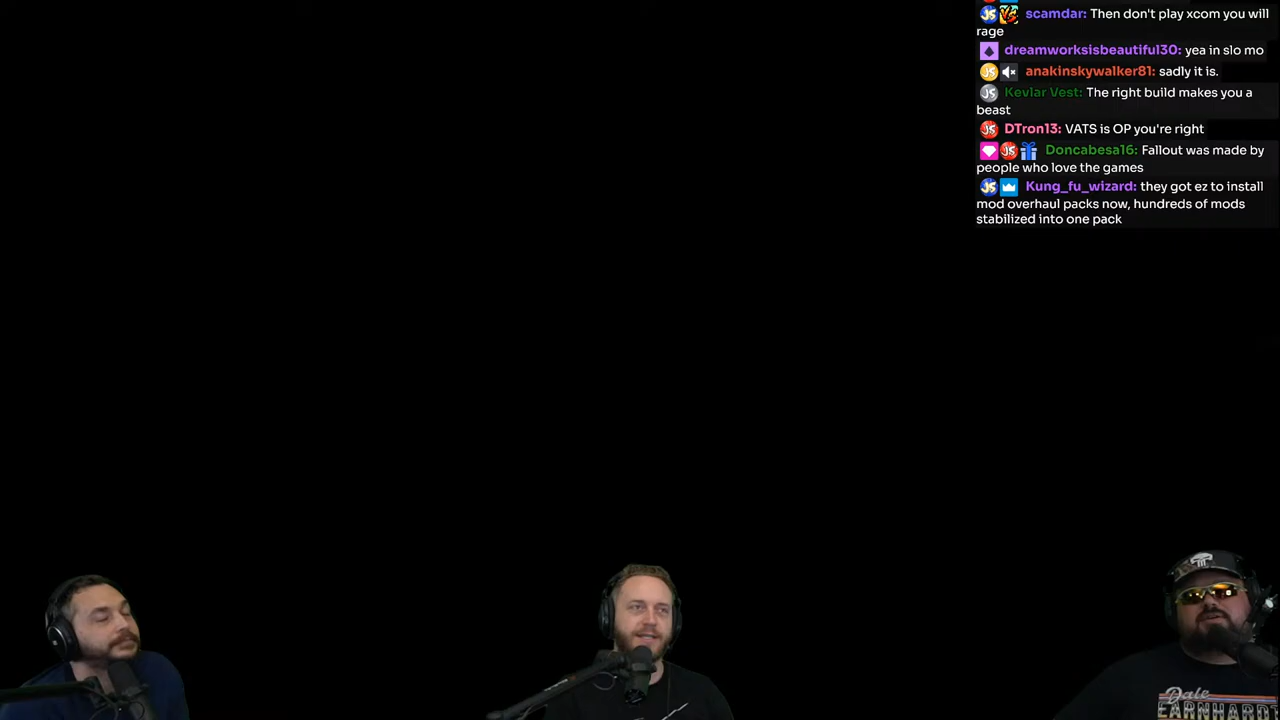 scamdar: Then don't play xcom you will
rage
dreamworksisbeautiful30: yea in slo mo
anakinskywalker81: sadly it is.
Kevlar Vest: The right build makes you a
beast
DTron13: VATS is OP you're right
Doncabesa16: Fallout was made by
people who love the games
Kung_fu_wizard: they got ez to install
mod overhaul packs now, hundreds of mods
stabilized into one pack
Dale
EARNHARDT